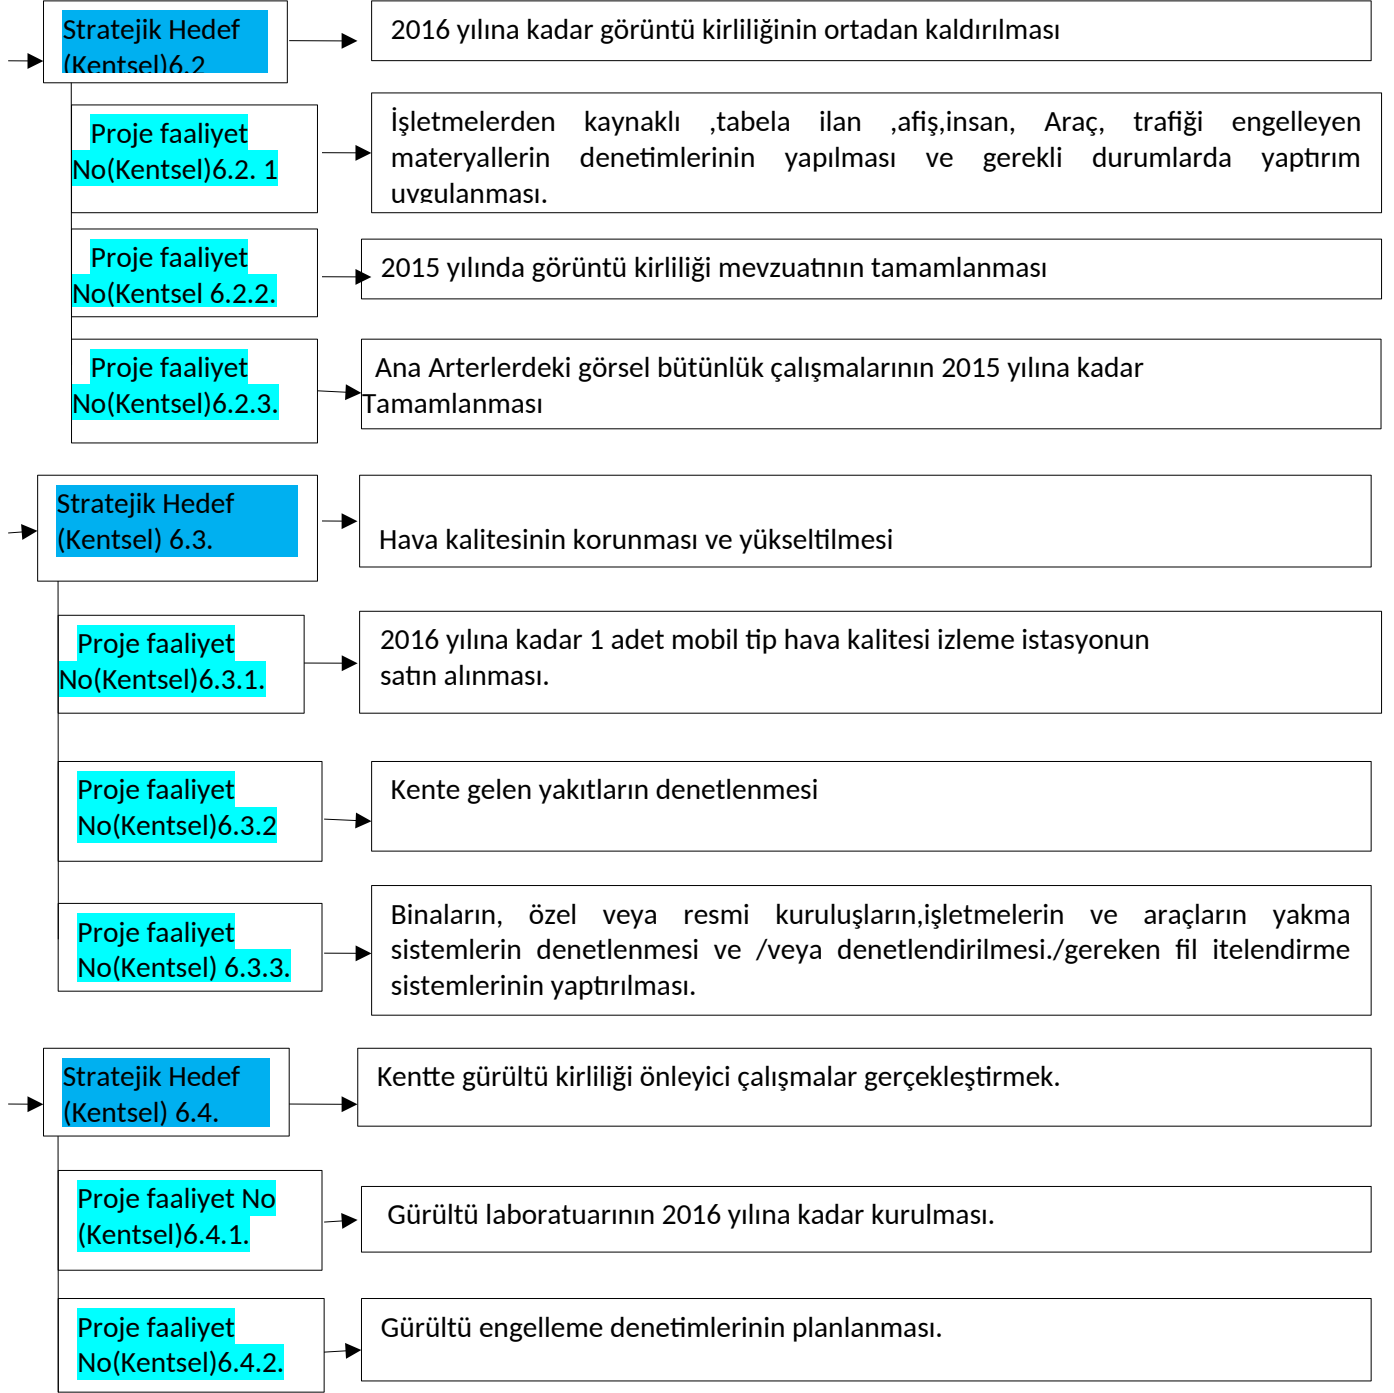 Stratejik Hedef
(Kentsel)6.2
2016 yılına kadar görüntü kirliliğinin ortadan kaldırılması
Proje faaliyet
No(Kentsel)6.2. 1
İşletmelerden kaynaklı ,tabela ilan ,afiş,insan, Araç, trafiği engelleyen
materyallerin denetimlerinin yapılması ve gerekli durumlarda yaptırım
uygulanması.
Proje faaliyet
No(Kentsel 6.2.2.
2015 yılında görüntü kirliliği mevzuatının tamamlanması
Proje faaliyet
No(Kentsel)6.2.3.
Ana Arterlerdeki görsel bütünlük çalışmalarının 2015 yılına kadar
Tamamlanması
Stratejik Hedef
(Kentsel) 6.3.
Hava kalitesinin korunması ve yükseltilmesi
Proje faaliyet
No(Kentsel)6.3.1.
2016 yılına kadar 1 adet mobil tip hava kalitesi izleme istasyonun
satın alınması.
Proje faaliyet
No(Kentsel)6.3.2
Kente gelen yakıtların denetlenmesi
Proje faaliyet
No(Kentsel) 6.3.3.
Binaların, özel veya resmi kuruluşların,işletmelerin ve araçların yakma
sistemlerin denetlenmesi ve /veya denetlendirilmesi./gereken fil itelendirme
sistemlerinin yaptırılması.
Stratejik Hedef
(Kentsel) 6.4.
Kentte gürültü kirliliği önleyici çalışmalar gerçekleştirmek.
Proje faaliyet No
(Kentsel)6.4.1.
Gürültü laboratuarının 2016 yılına kadar kurulması.
Proje faaliyet
No(Kentsel)6.4.2.
Gürültü engelleme denetimlerinin planlanması.